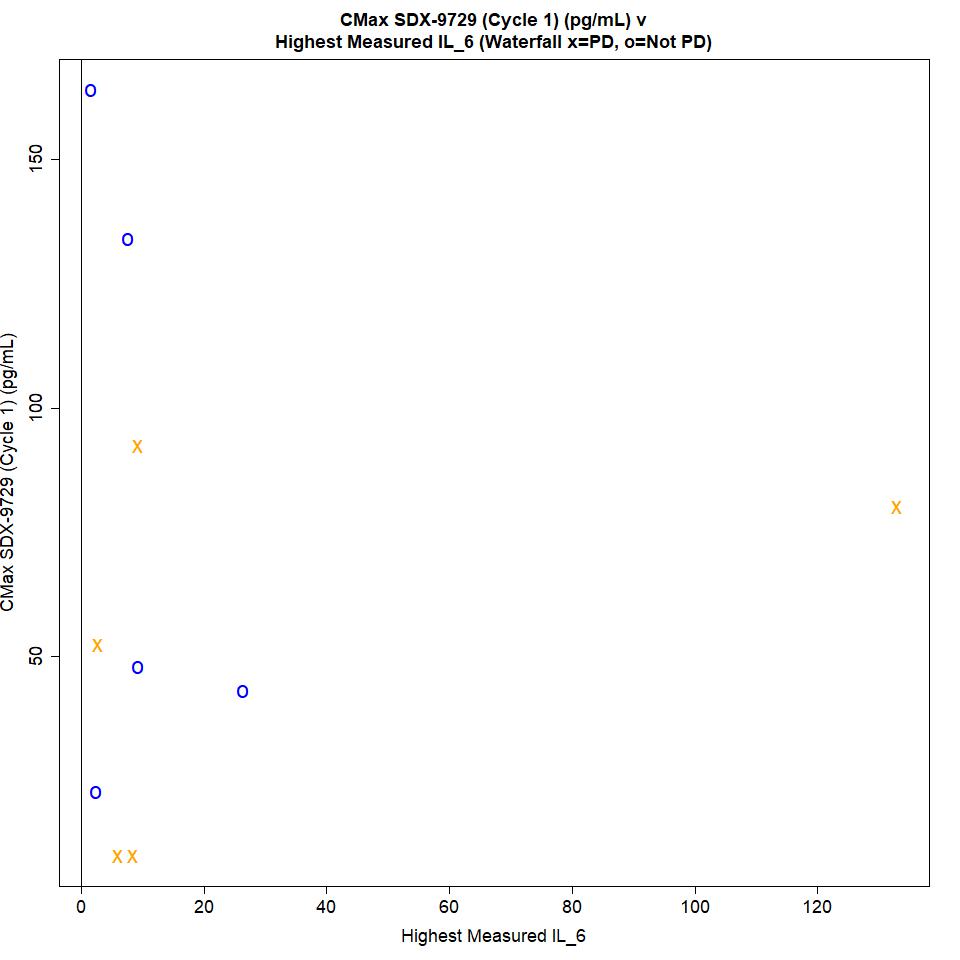 CMax SDX-9729 (Cycle 1) (pg/mL) v
Highest Measured IL_6 (Waterfall x=PD, o=Not PD)
CMax SDX-9729 (Cycle 1) (pg/mL)
150
100
50
o
o
x
x
x
o
o
o
x x
0 20 40 60 80 100 120
Highest Measured IL_6